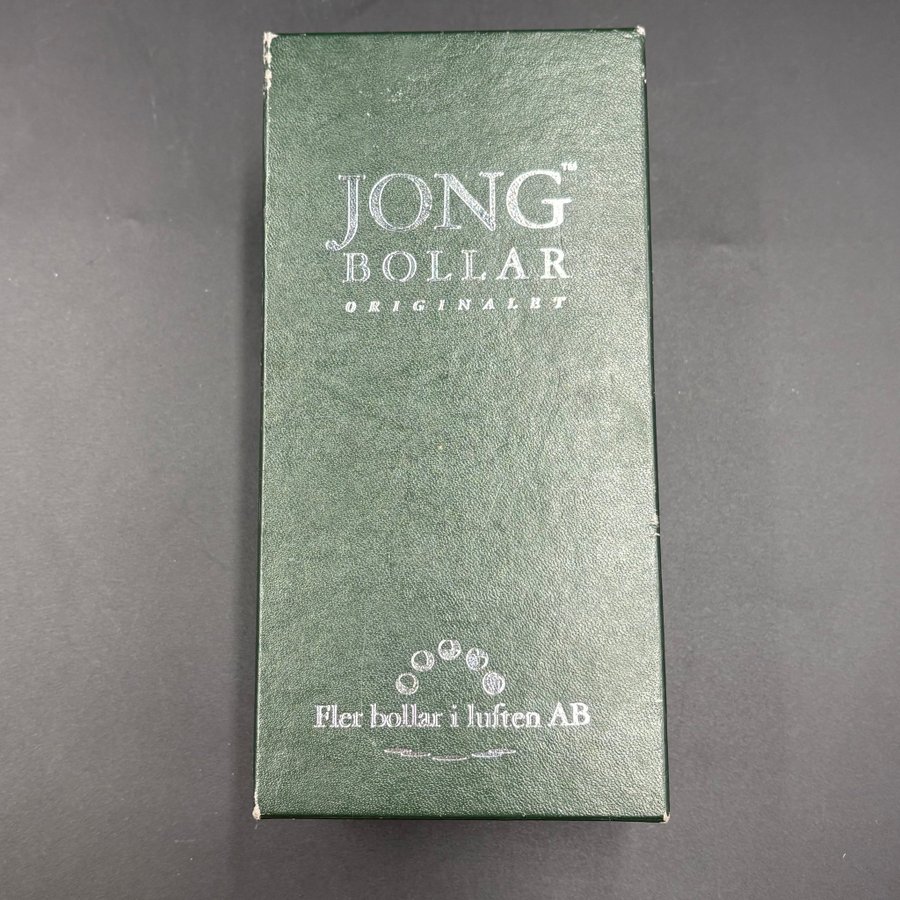 JONG™
BOLLAR
ORIGINALET
Fler bollar i luften AB